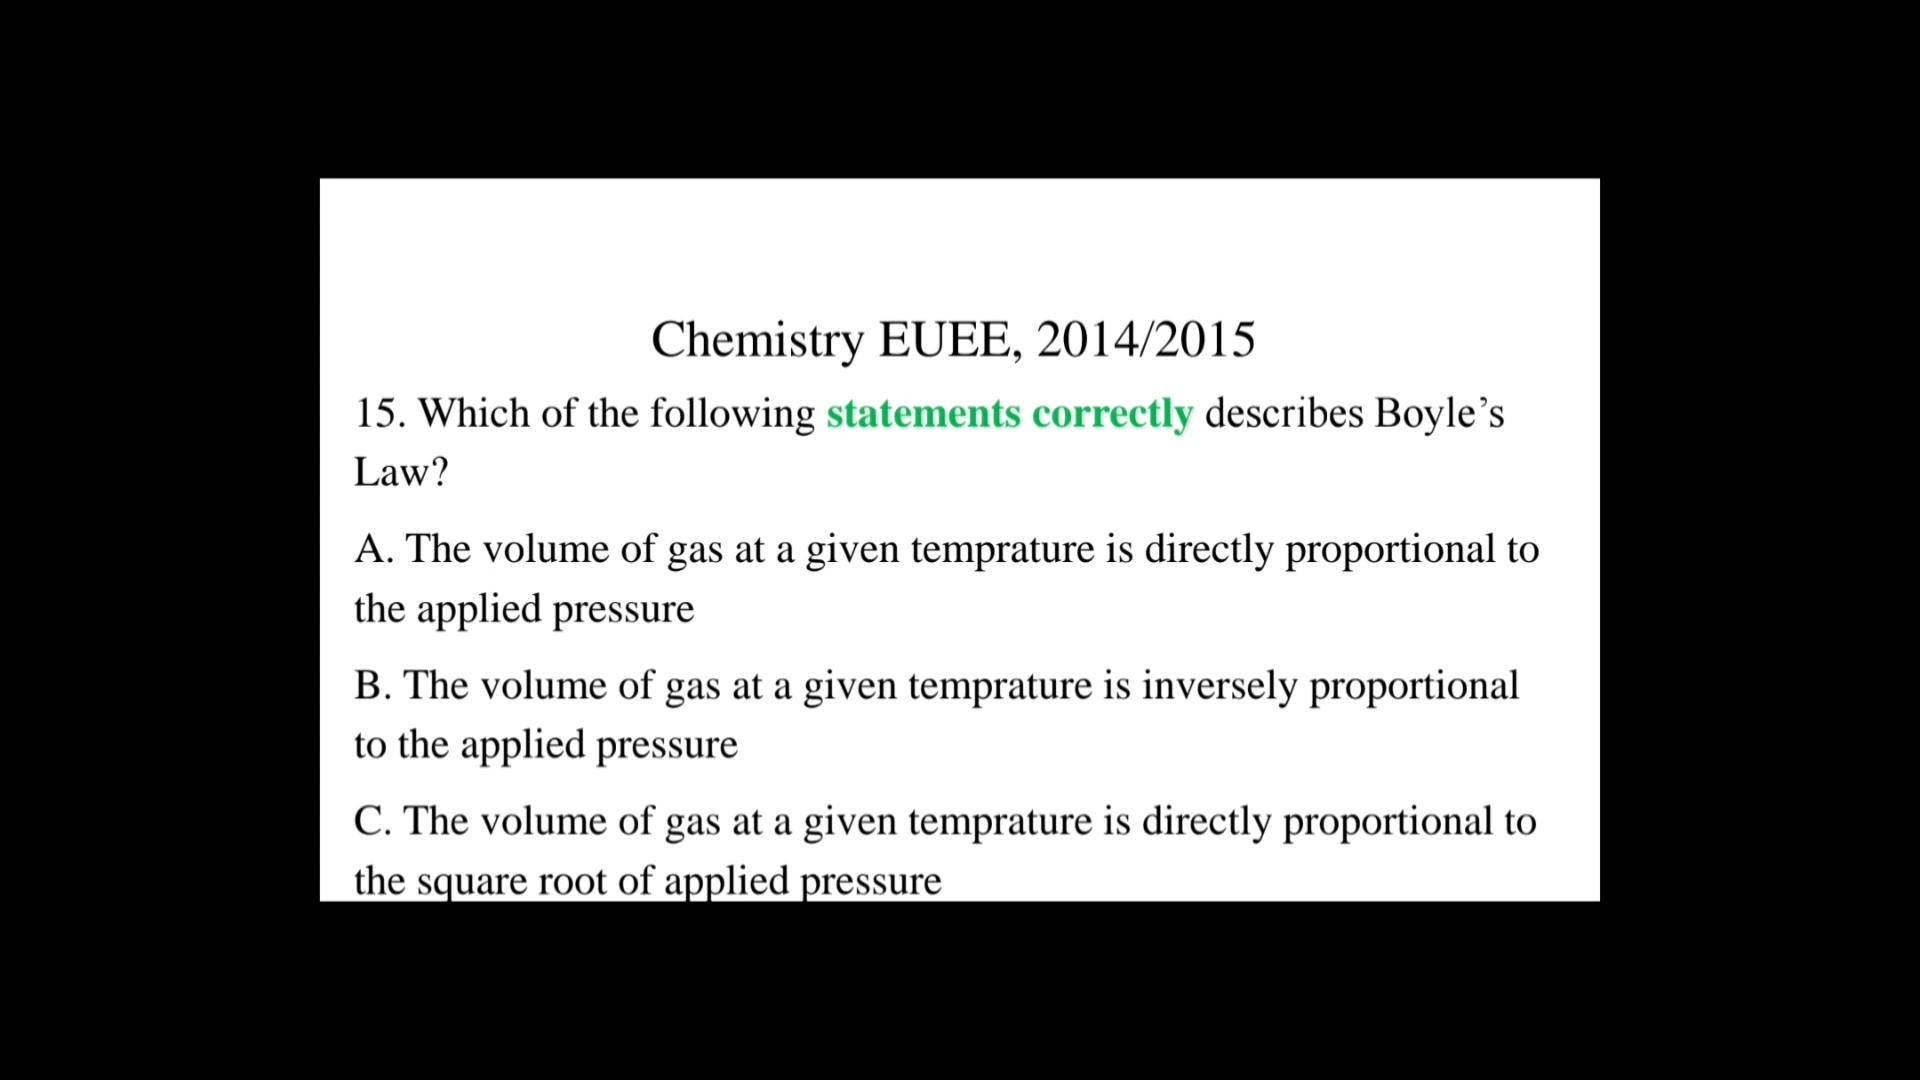 Chemistry EUEE, 2014/2015
15. Which of the following statements correctly describes Boyle’s
Law?
A. The volume of gas at a given temprature is directly proportional to
the applied pressure
B. The volume of gas at a given temprature is inversely proportional
to the applied pressure
C. The volume of gas at a given temprature is directly proportional to
the square root of applied pressure